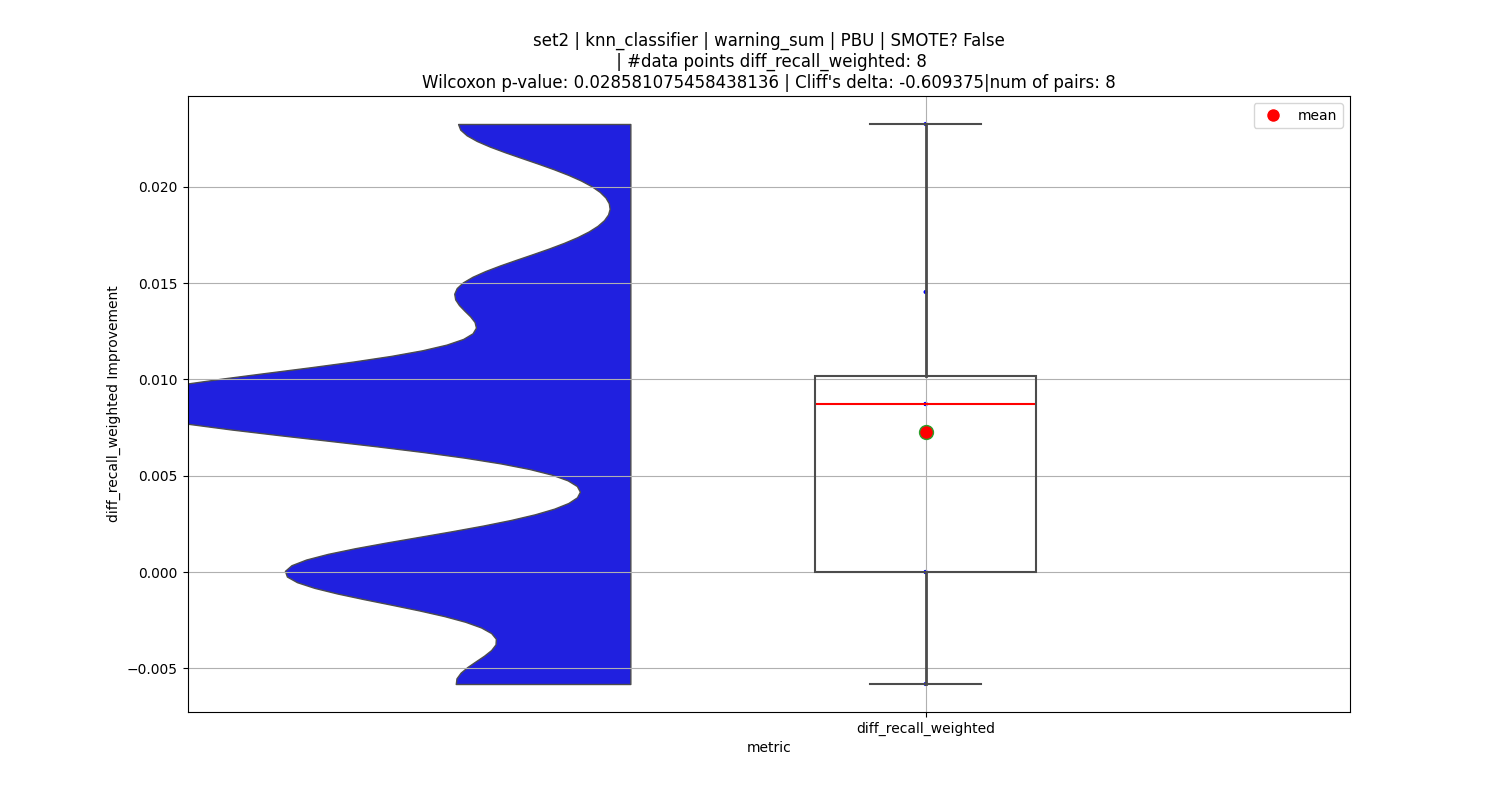 set2 | knn_classifier | warning_sum | PBU | SMOTE? False
| #data points diff_recall_weighted: 8
Wilcoxon p-value: 0.028581075458438136 | Cliff's delta: -0.609375|num of pairs: 8
mean
0.020
0.015
0.010
0.005
0.000
−0.005
diff_recall_weighted Improvement
diff_recall_weighted
metric